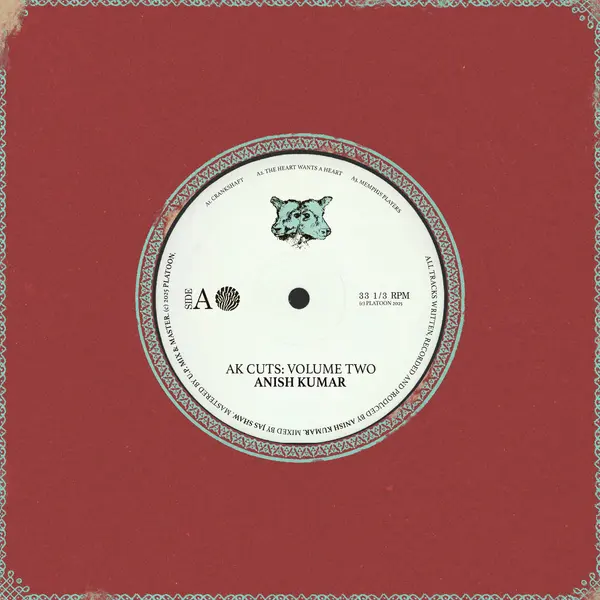 A1. CRANKSHAFT
A2. THE HEART WANTS A HEART
A3. MEMPHIS PLAYERS
SIDE A
33 1/3 RPM
(c) PLATOON 2025
AK CUTS: VOLUME TWO
ANISH KUMAR
ALL TRACKS WRITTEN, RECORDED AND PRODUCED BY ANISH KUMAR. MIXED BY JAS SHAW. MASTERED BY U.P. MIX & MASTER. (c) 2025 PLATOON.